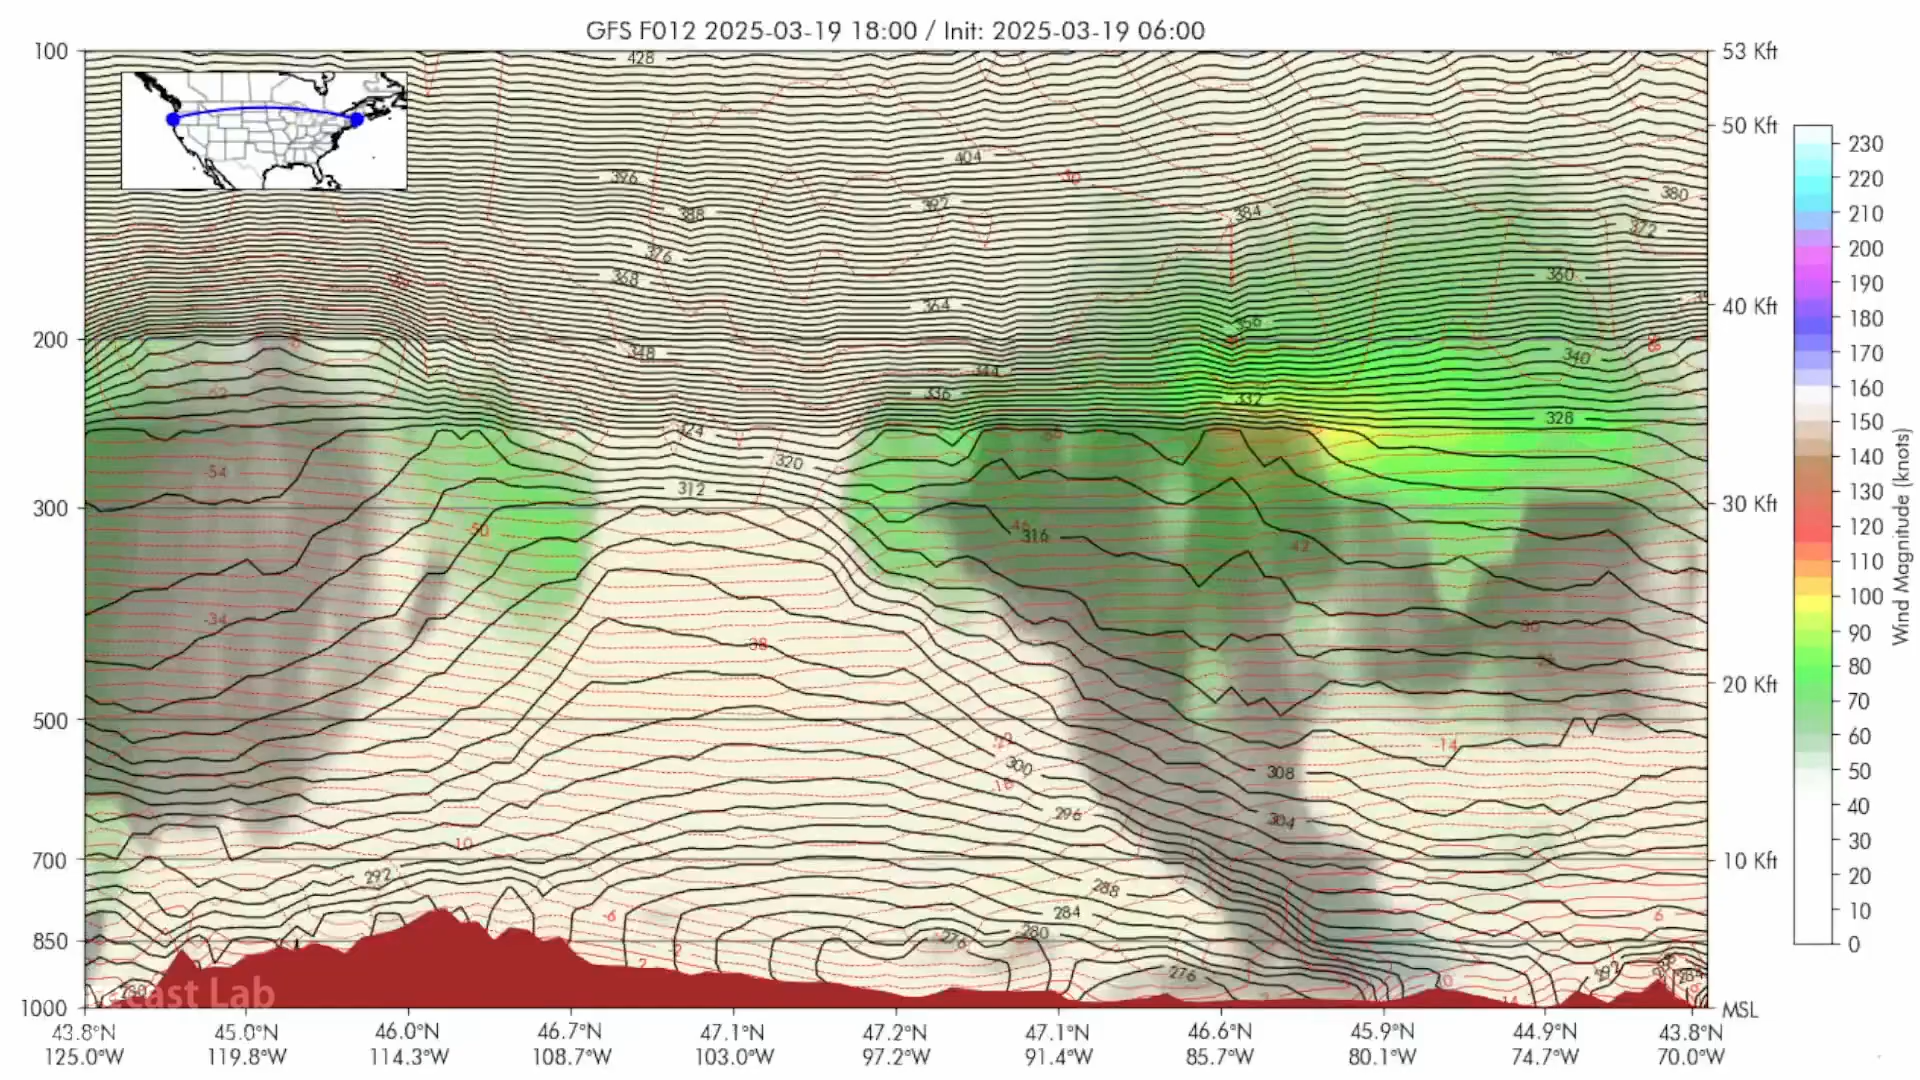 GFS F012 2025-03-19 18:00 / Init: 2025-03-19 06:00
100
200
300
500
700
850
1000
53 Kft
50 Kft
40 Kft
30 Kft
20 Kft
10 Kft
MSL
428
404
396
392
388
384
380
376
372
368
364
360
356
348
344
340
336
332
328
324
320
312
316
308
304
300
296
292
288
284
280
276
276
-54
-34
-50
-38
-42
-14
-6
6
cast Lab
43.8°N
125.0°W
45.0°N
119.8°W
46.0°N
114.3°W
46.7°N
108.7°W
47.1°N
103.0°W
47.2°N
97.2°W
47.1°N
91.4°W
46.6°N
85.7°W
45.9°N
80.1°W
44.9°N
74.7°W
43.8°N
70.0°W
230
220
210
200
190
180
170
160
150
140
130
120
110
100
90
80
70
60
50
40
30
20
10
0
Wind Magnitude (knots)